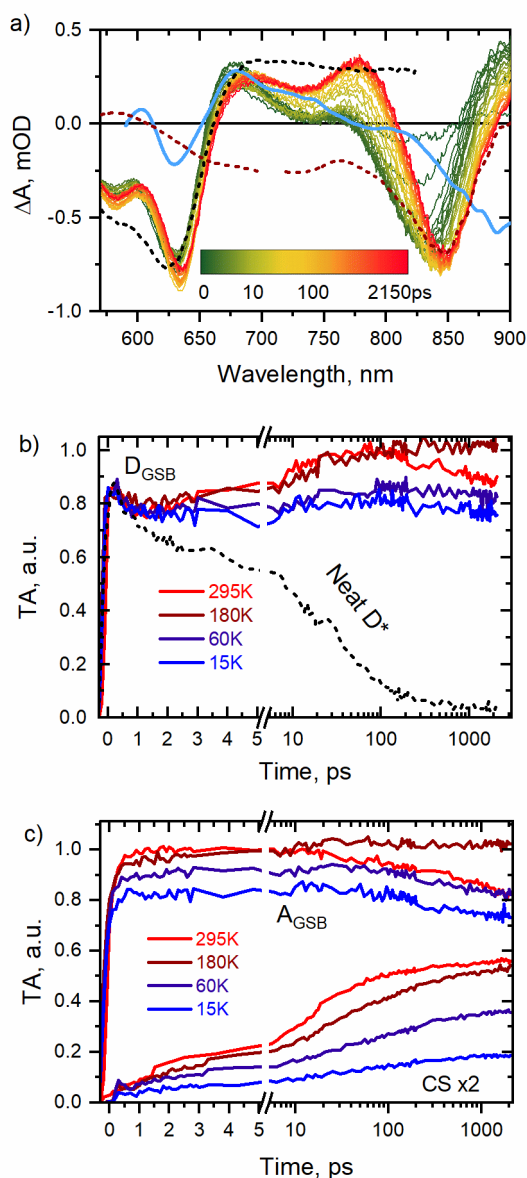 a)
0.5
0.0
-0.5
-1.0
ΔA, mOD
0 10 100 2150ps
600 650 700 750 800 850 900
Wavelength, nm
b)
1.0
0.8
0.6
0.4
0.2
0.0
TA, a.u.
D_GSB
Neat D*
295K
180K
60K
15K
0 1 2 3 4 5 10 100 1000
Time, ps
c)
1.0
0.8
0.6
0.4
0.2
0.0
TA, a.u.
A_GSB
295K
180K
60K
15K
CS x2
0 1 2 3 4 5 10 100 1000
Time, ps